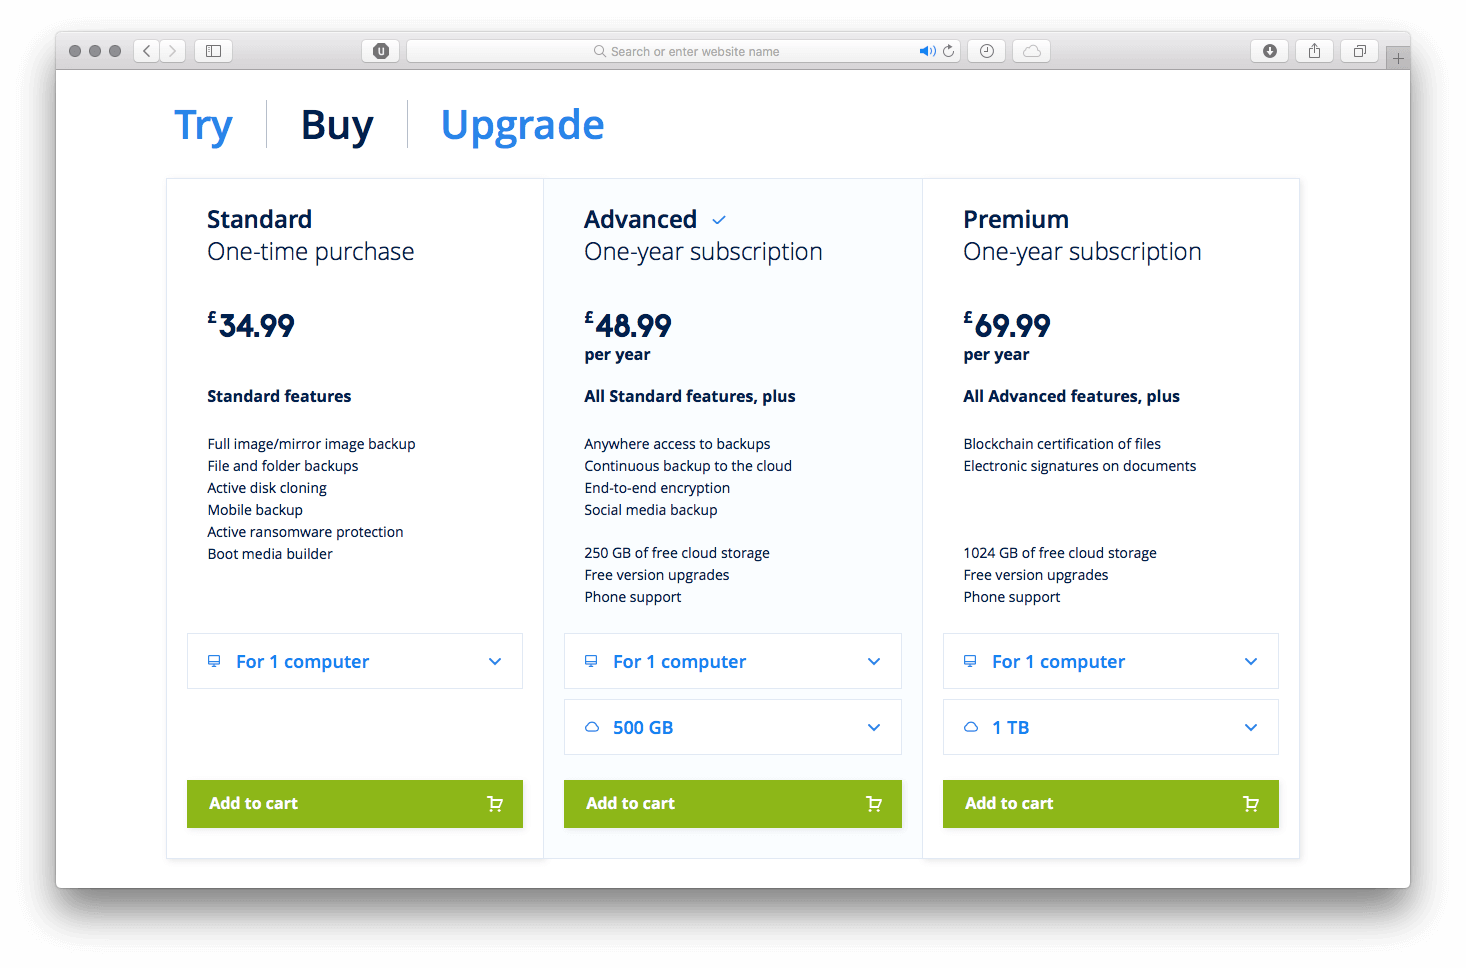 Search or enter website name
Try
Buy
Upgrade
Standard
One-time purchase
£34.99
Standard features
Full image/mirror image backup
File and folder backups
Active disk cloning
Mobile backup
Active ransomware protection
Boot media builder
For 1 computer
Add to cart
Advanced
One-year subscription
£48.99
per year
All Standard features, plus
Anywhere access to backups
Continuous backup to the cloud
End-to-end encryption
Social media backup
250 GB of free cloud storage
Free version upgrades
Phone support
For 1 computer
500 GB
Add to cart
Premium
One-year subscription
£69.99
per year
All Advanced features, plus
Blockchain certification of files
Electronic signatures on documents
1024 GB of free cloud storage
Free version upgrades
Phone support
For 1 computer
1 TB
Add to cart